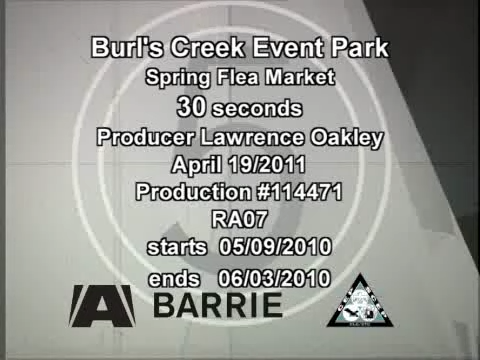 Burl's Creek Event Park
Spring Flea Market
30 seconds
Producer Lawrence Oakley
April 19/2011
Production #114471
RA07
starts 05/09/2010
ends 06/03/2010
A BARRIE